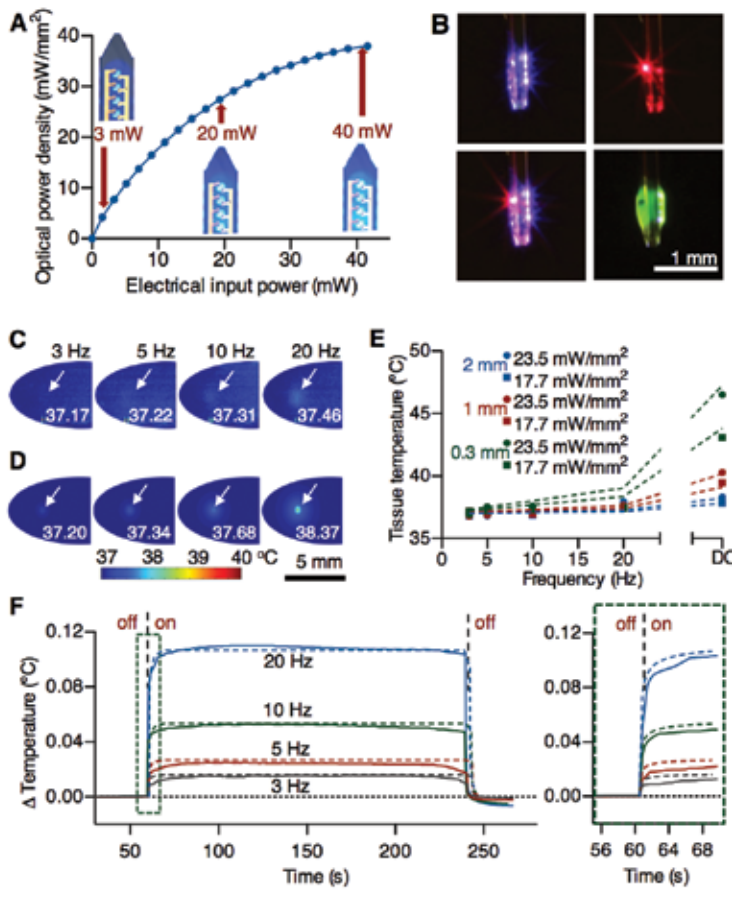 A
Optical power density (mW/mm²)
40
30
20
10
0
3 mW
20 mW
40 mW
0 10 20 30 40
Electrical input power (mW)
B
1 mm
C
3 Hz 5 Hz 10 Hz 20 Hz
37.17 37.22 37.31 37.46
D
37.20 37.34 37.68 38.37
37 38 39 40 ºC
5 mm
E
Tissue temperature (ºC)
50
45
40
35
2 mm 23.5 mW/mm²
17.7 mW/mm²
1 mm 23.5 mW/mm²
17.7 mW/mm²
0.3 mm 23.5 mW/mm²
17.7 mW/mm²
0 5 10 15 20 DC
Frequency (Hz)
F
Δ Temperature (ºC)
off on off
0.12
0.08
0.04
0.00
20 Hz
10 Hz
5 Hz
3 Hz
50 100 150 200 250
Time (s)
off on
0.12
0.08
0.04
0.00
56 60 64 68
Time (s)